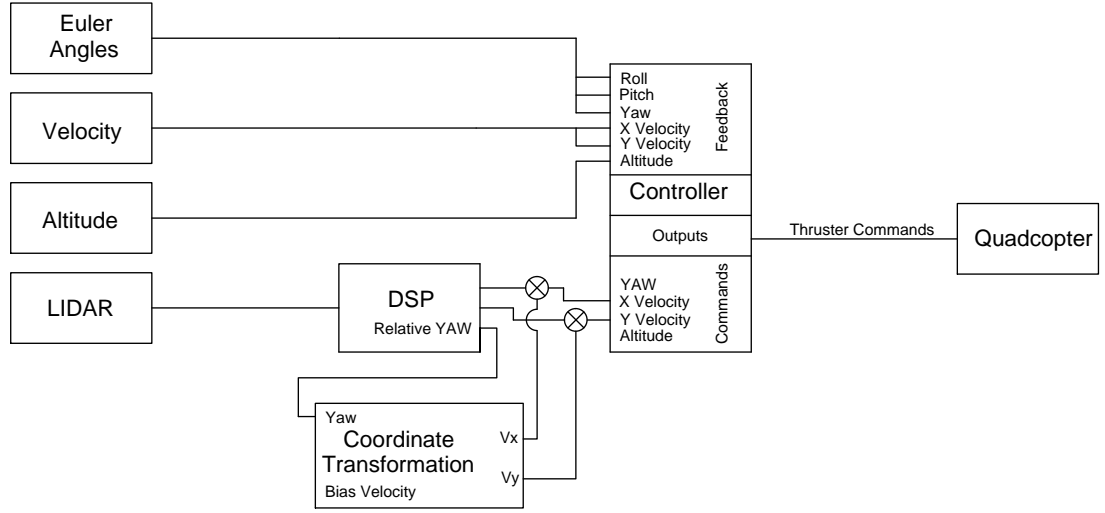 Euler
Angles
Velocity
Altitude
LIDAR
Roll
Pitch
Yaw
X Velocity
Y Velocity
Altitude
Feedback
Controller
Outputs
YAW
X Velocity
Y Velocity
Altitude
Commands
Thruster Commands
Quadcopter
DSP
Relative YAW
Yaw
Coordinate
Transformation
Bias Velocity
Vx
Vy